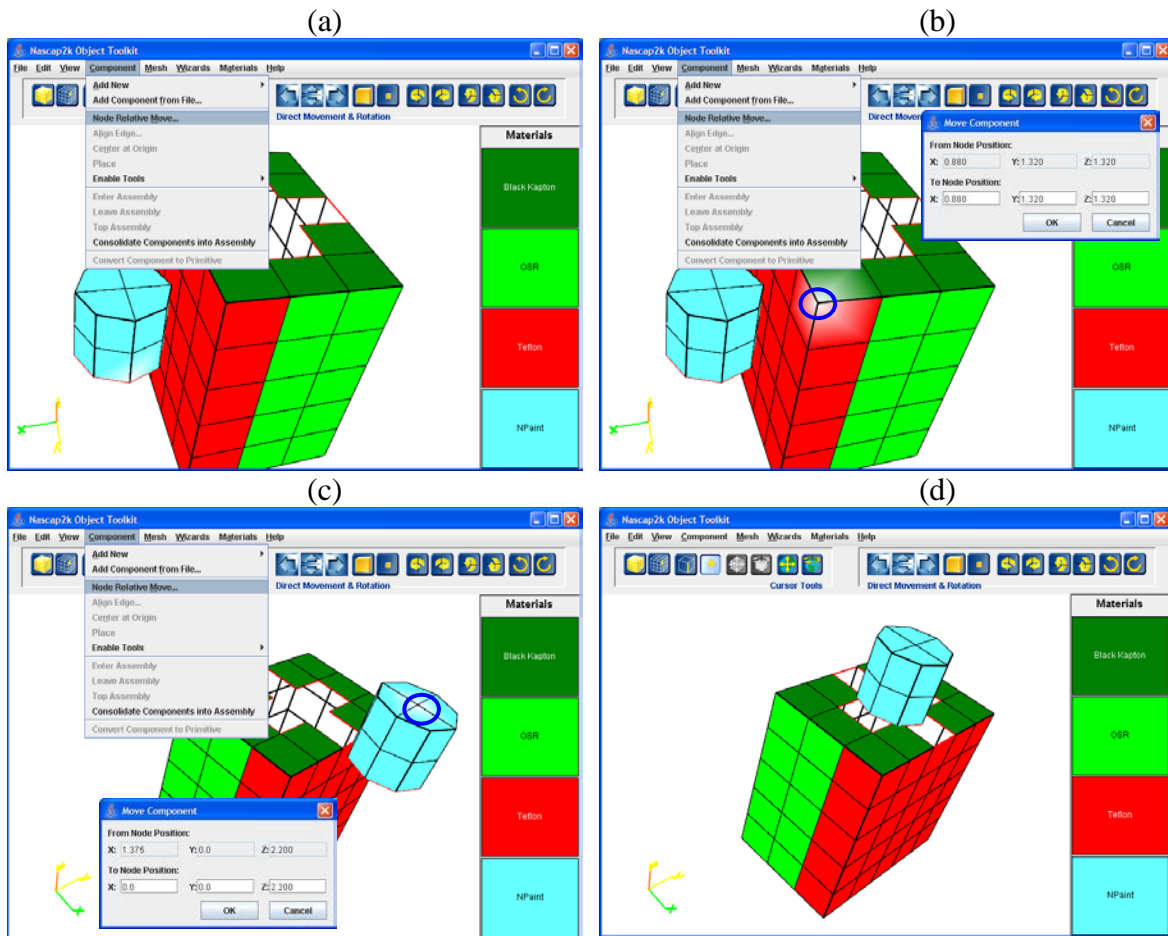 (a)
Nascap2k Object Toolkit
File Edit View Component Mesh Wizards Materials Help
Add New
Add Component from File...
Node Relative Move...
Align Edge...
Center at Origin
Place
Enable Tools
Enter Assembly
Leave Assembly
Top Assembly
Consolidate Components into Assembly
Convert Component to Primitive
Direct Movement & Rotation
Materials
Black Kapton
OSR
Teflon
NPaint
(b)
Nascap2k Object Toolkit
File Edit View Component Mesh Wizards Materials Help
Add New
Add Component from File...
Node Relative Move...
Align Edge...
Center at Origin
Place
Enable Tools
Enter Assembly
Leave Assembly
Top Assembly
Consolidate Components into Assembly
Convert Component to Primitive
Direct Mov
Move Component
From Node Position:
X: 0.880 Y: 1.320 Z: 1.320
To Node Position:
X: 0.880 Y: 1.320 Z: 1.320
OK Cancel
OSR
Teflon
NPaint
(c)
Nascap2k Object Toolkit
File Edit View Component Mesh Wizards Materials Help
Add New
Add Component from File...
Node Relative Move...
Align Edge...
Center at Origin
Place
Enable Tools
Enter Assembly
Leave Assembly
Top Assembly
Consolidate Components into Assembly
Convert Component to Primitive
Direct Movement & Rotation
Move Component
From Node Position:
X: 1.375 Y: 0.0 Z: 2.200
To Node Position:
X: 0.0 Y: 0.0 Z: 2.200
OK Cancel
Materials
Black Kapton
OSR
Teflon
NPaint
(d)
Nascap2k Object Toolkit
File Edit View Component Mesh Wizards Materials Help
Cursor Tools
Direct Movement & Rotation
Materials
Black Kapton
OSR
Teflon
NPaint